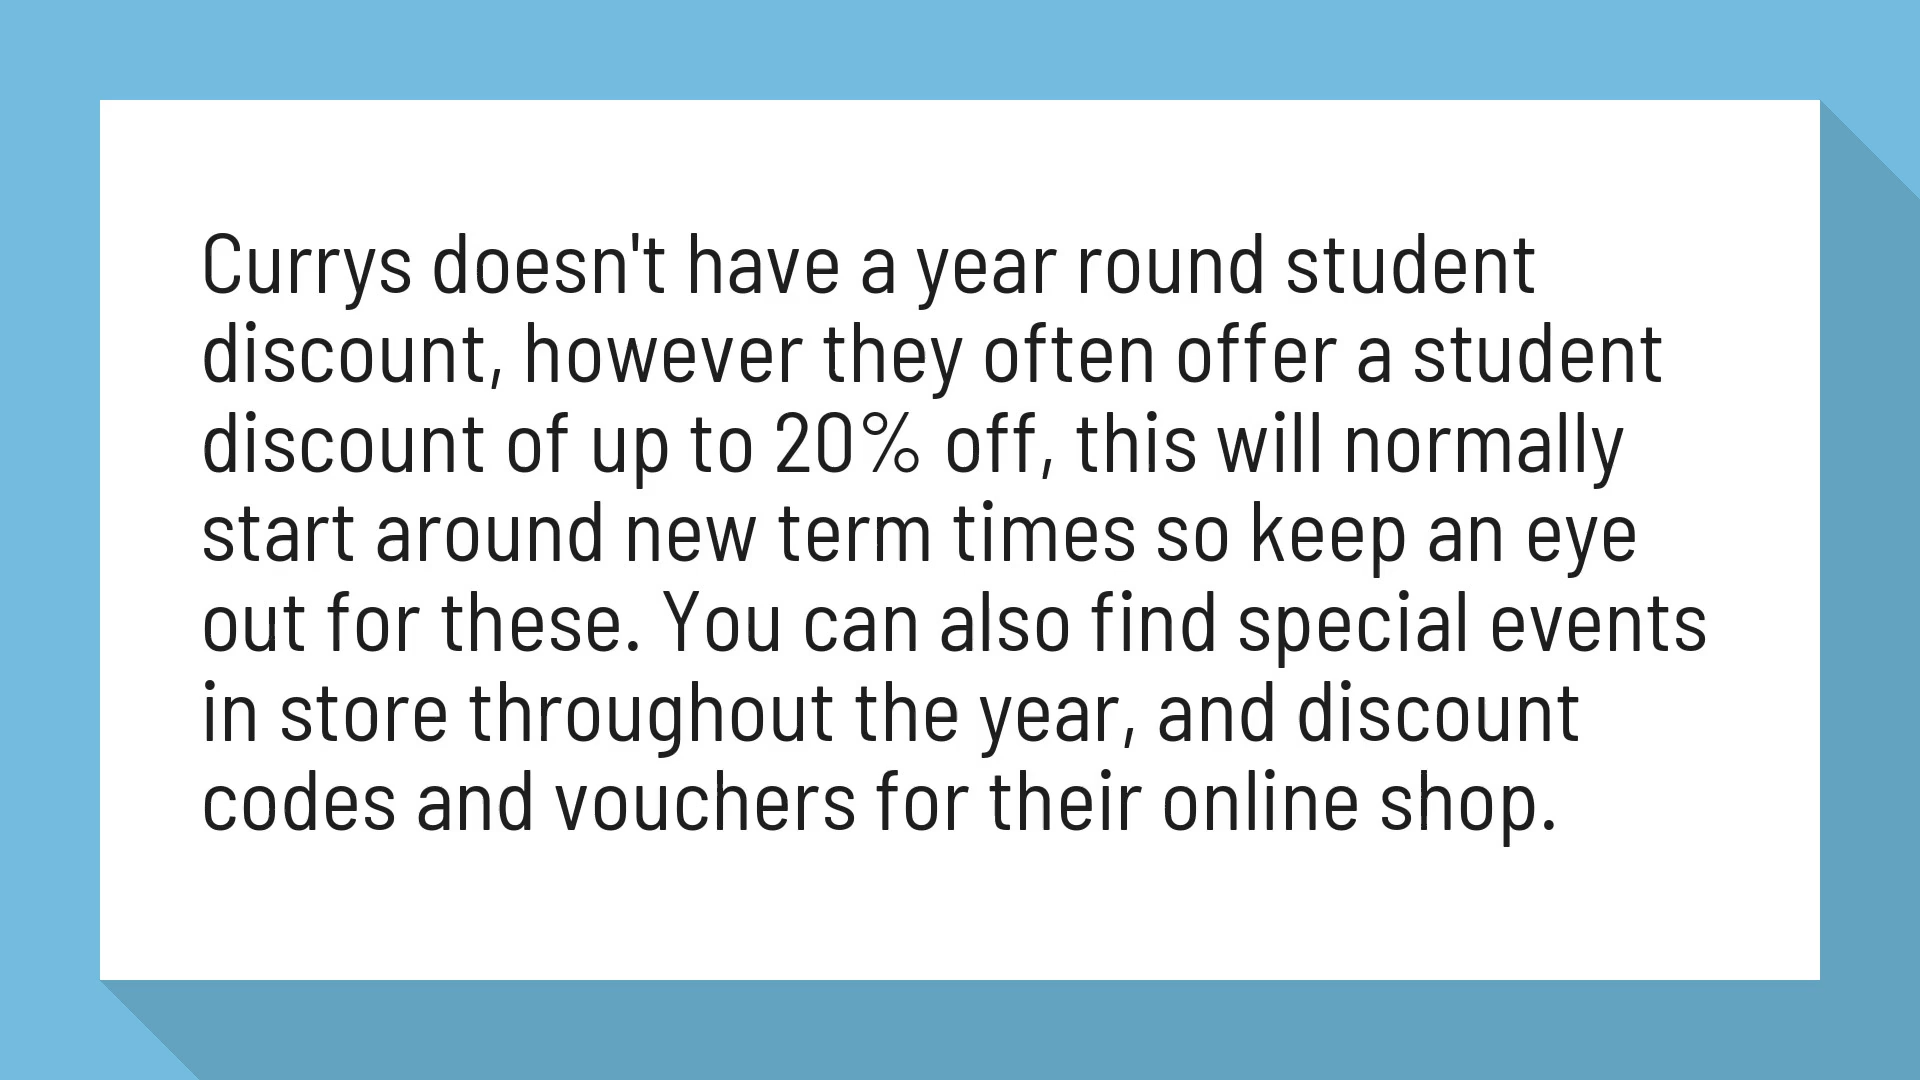 Currys doesn't have a year round student
discount, however they often offer a student
discount of up to 20% off, this will normally
start around new term times so keep an eye
out for these. You can also find special events
in store throughout the year, and discount
codes and vouchers for their online shop.